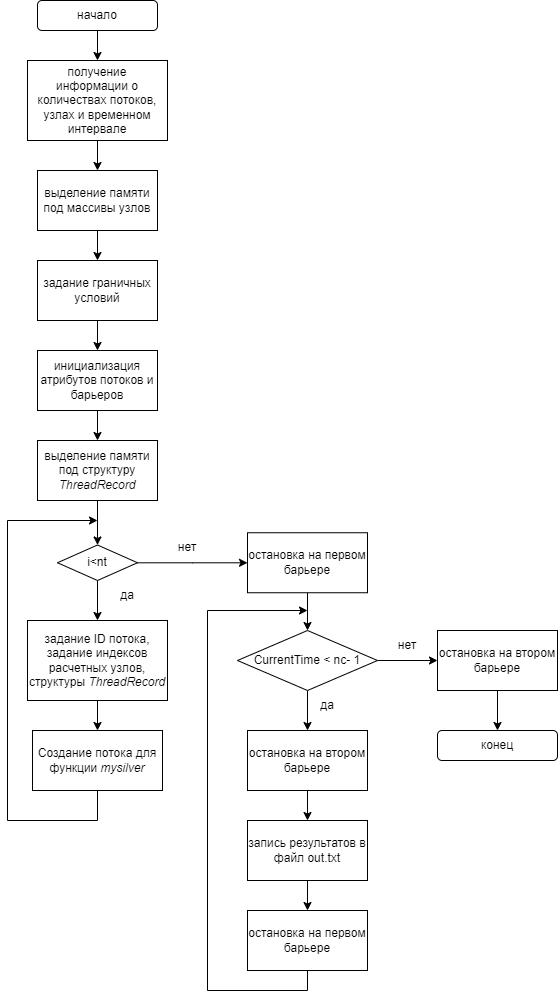 начало
получение
информации о
количествах потоков,
узлах и временном
интервале
выделение памяти
под массивы узлов
задание граничных
условий
инициализация
атрибутов потоков и
барьеров
выделение памяти
под структуру
ThreadRecord
i<nt
нет
да
задание ID потока,
задание индексов
расчетных узлов,
структуры ThreadRecord
Создание потока для
функции mysilver
остановка на первом
барьере
CurrentTime < nc- 1
нет
да
остановка на втором
барьере
запись результатов в
файл out.txt
остановка на первом
барьере
остановка на втором
барьере
конец